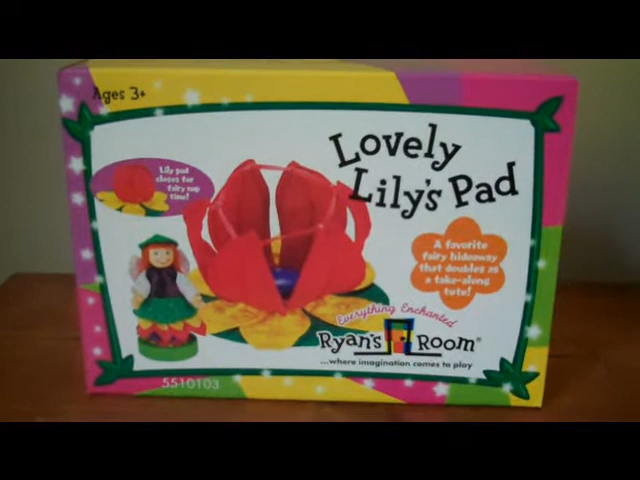 Ages 3+
Lovely
Lily's Pad
Lily pad
closes for
fairy nap
time!
A favorite
fairy hideaway
that doubles as
a take-along
tote!
Everything Enchanted
Ryan's Room®
...where imagination comes to play
5510103